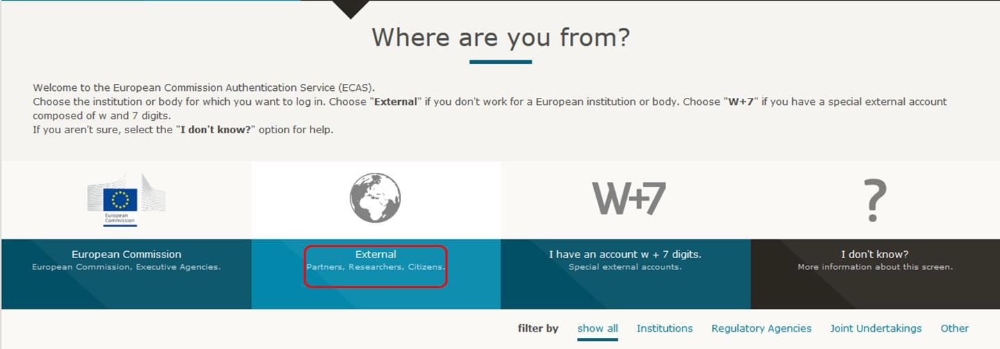 Where are you from?
Welcome to the European Commission Authentication Service (ECAS).
Choose the institution or body for which you want to log in. Choose "External" if you don't work for a European institution or body. Choose "W+7" if you have a special external account
composed of w and 7 digits.
If you aren't sure, select the "I don't know?" option for help.
European
Commission
W+7
?
European Commission
European Commission, Executive Agencies.
External
Partners, Researchers, Citizens.
I have an account w + 7 digits.
Special external accounts.
I don't know?
More information about this screen.
filter by show all Institutions Regulatory Agencies Joint Undertakings Other